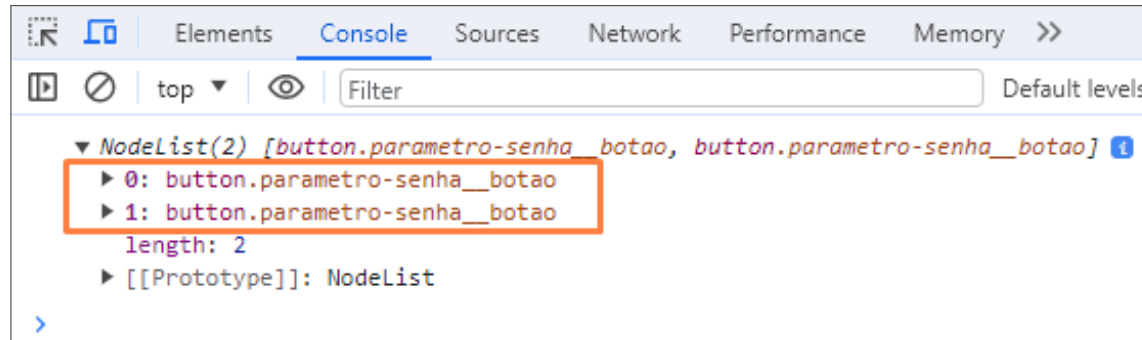 Elements Console Sources Network Performance Memory >>
top ▼ Filter Default levels
▼ NodeList(2) [button.parametro-senha__botao, button.parametro-senha__botao] i
▶ 0: button.parametro-senha__botao
▶ 1: button.parametro-senha__botao
length: 2
▶ [[Prototype]]: NodeList
>